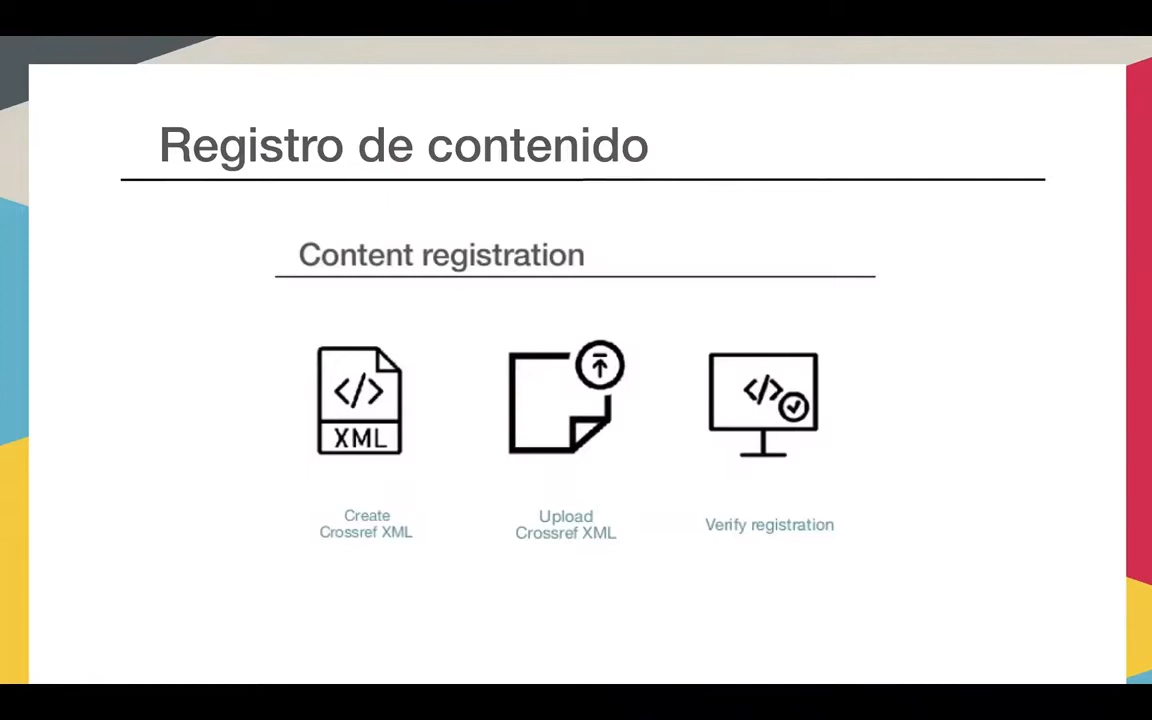 Registro de contenido
Content registration
</>
XML
</>
Create
Crossref XML
Upload
Crossref XML
Verify registration